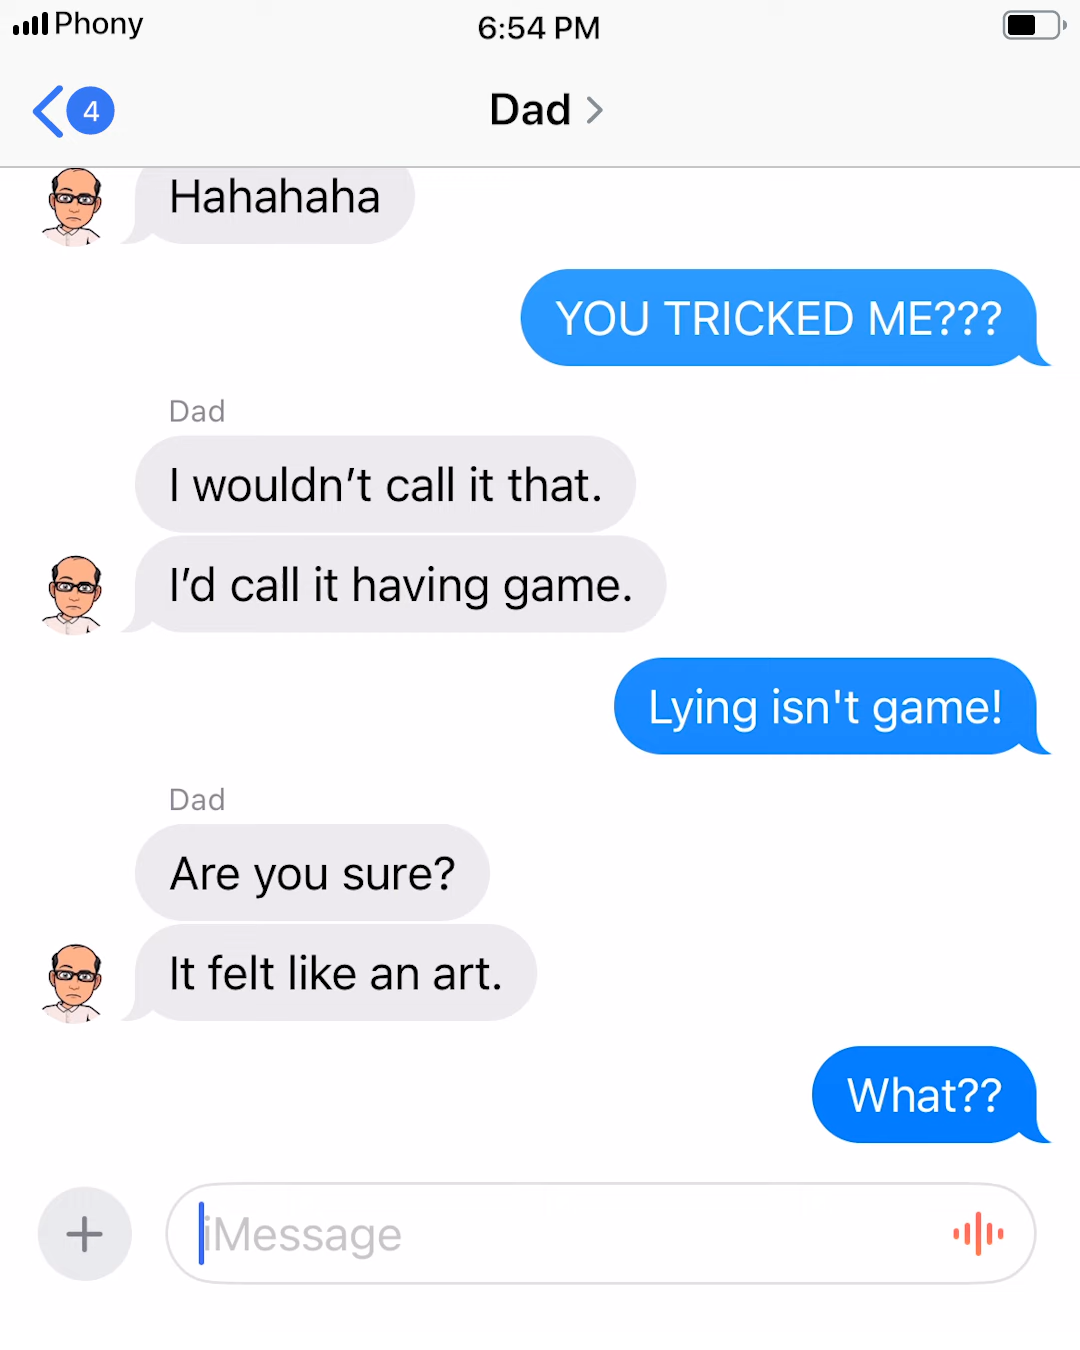 Phony
6:54 PM
4
Dad
Hahahaha
YOU TRICKED ME???
Dad
I wouldn’t call it that.
I’d call it having game.
Lying isn't game!
Dad
Are you sure?
It felt like an art.
What??
iMessage